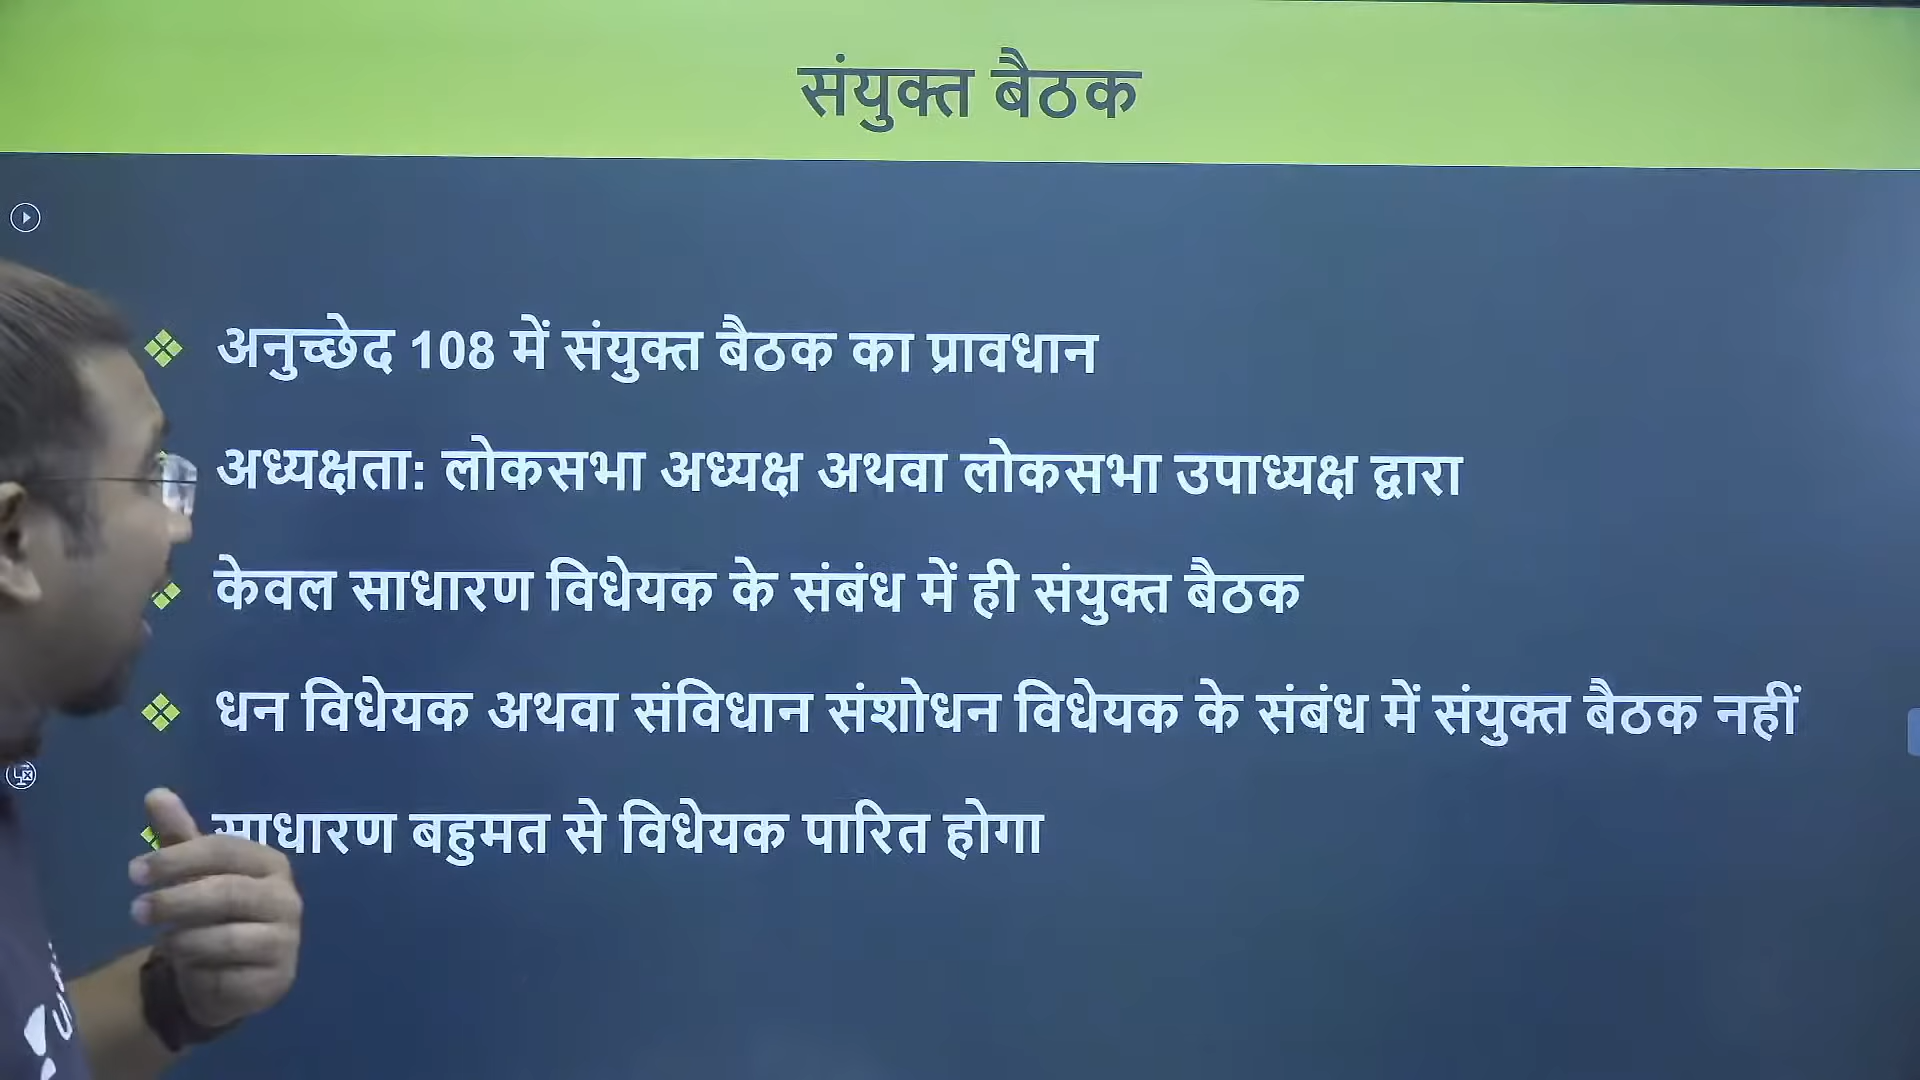 संयुक्त बैठक
अनुच्छेद 108 में संयुक्त बैठक का प्रावधान
अध्यक्षता: लोकसभा अध्यक्ष अथवा लोकसभा उपाध्यक्ष द्वारा
केवल साधारण विधेयक के संबंध में ही संयुक्त बैठक
धन विधेयक अथवा संविधान संशोधन विधेयक के संबंध में संयुक्त बैठक नहीं
साधारण बहुमत से विधेयक पारित होगा